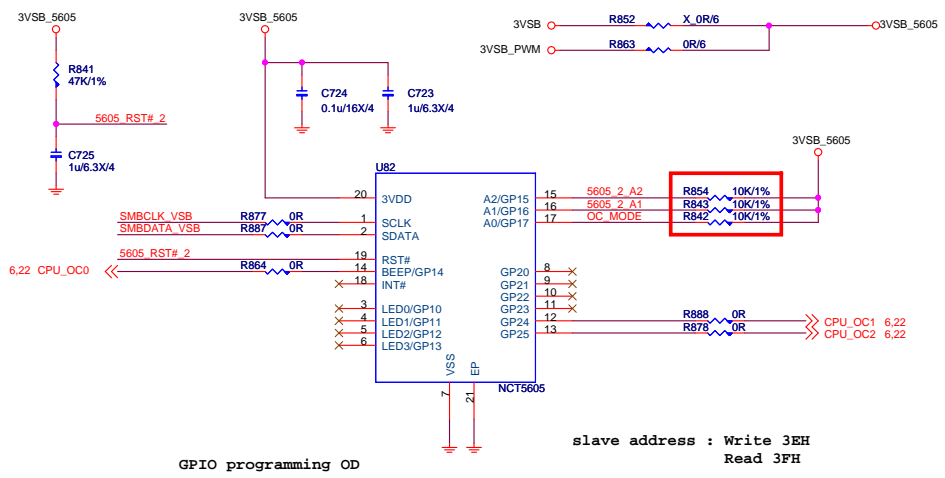 3VSB_5605
3VSB_5605
3VSB
R852
X_0R/6
3VSB_5605
3VSB_PWM
R863
0R/6
R841
47K/1%
C724
0.1u/16X/4
C723
1u/6.3X/4
5605_RST#_2
C725
1u/6.3X/4
3VSB_5605
U82
20
3VDD
A2/GP15
15
5605_2_A2
R854
10K/1%
A1/GP16
16
5605_2_A1
R843
10K/1%
A0/GP17
17
OC_MODE
R842
10K/1%
SMBCLK_VSB
R877
0R
1
SCLK
SMBDATA_VSB
R887
0R
2
SDATA
5605_RST#_2
19
RST#
6,22 CPU_OC0
R864
0R
14
BEEP/GP14
18
INT#
GP20
8
GP21
9
GP22
10
GP23
11
3
LED0/GP10
4
LED1/GP11
5
LED2/GP12
6
LED3/GP13
GP24
12
R888
0R
CPU_OC1 6,22
GP25
13
R878
0R
CPU_OC2 6,22
VSS
EP
7
21
NCT5605
slave address : Write 3EH
Read 3FH
GPIO programming OD